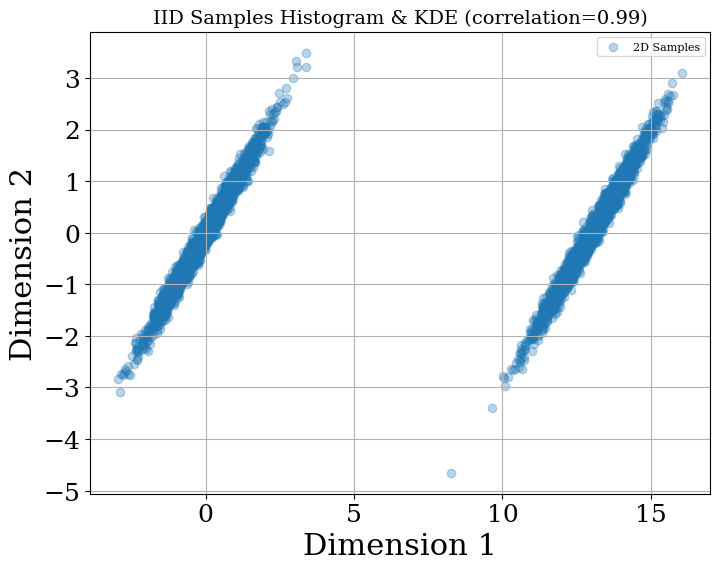 IID Samples Histogram & KDE (correlation=0.99)
2D Samples
3
2
1
0
−1
−2
−3
−4
−5
Dimension 2
0 5 10 15
Dimension 1